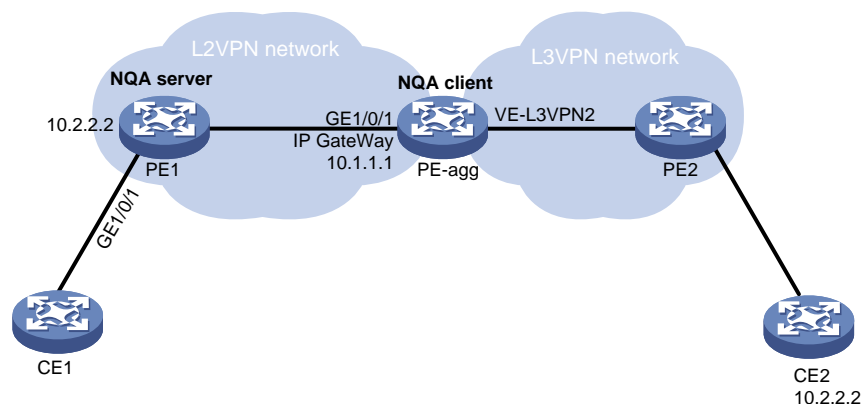 L2VPN network
L3VPN network
NQA server
NQA client
10.2.2.2
GE1/0/1
IP GateWay
10.1.1.1
VE-L3VPN2
PE1
PE-agg
PE2
GE1/0/1
CE1
CE2
10.2.2.2